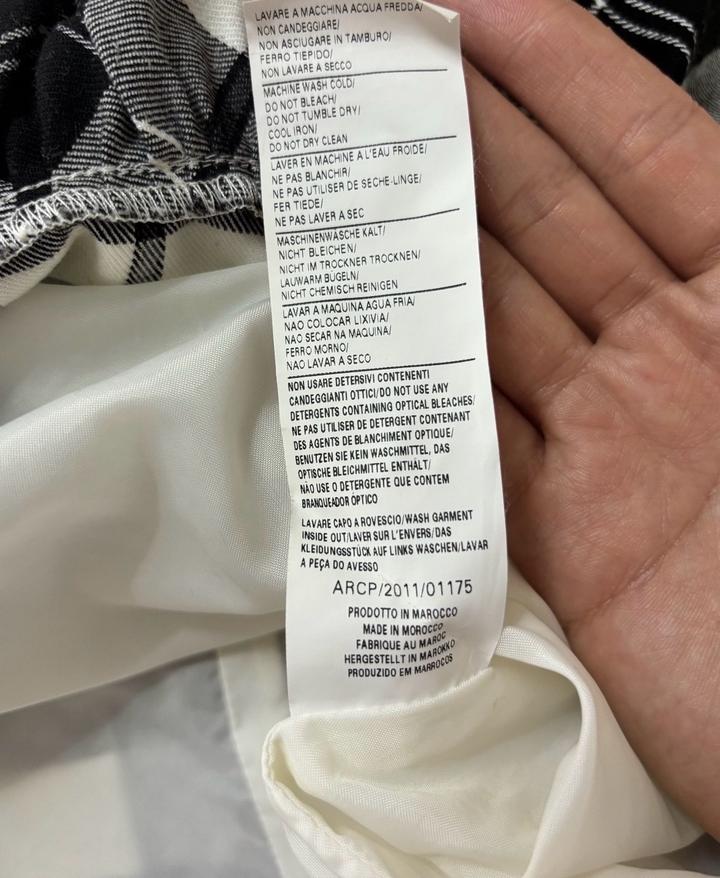 LAVARE A MACCHINA ACQUA FREDDA/
NON CANDEGGIARE/
NON ASCIUGARE IN TAMBURO/
FERRO TIEPIDO/
NON LAVARE A SECCO
MACHINE WASH COLD/
DO NOT BLEACH/
DO NOT TUMBLE DRY/
COOL IRON/
DO NOT DRY CLEAN
LAVER EN MACHINE A L'EAU FROIDE/
NE PAS BLANCHIR/
NE PAS UTILISER DE SECHE-LINGE/
FER TIEDE/
NE PAS LAVER A SEC
MASCHINENWASCHE KALT/
NICHT BLEICHEN/
NICHT IM TROCKNER TROCKNEN/
LAUWARM BÜGELN/
NICHT CHEMISCH REINIGEN
LAVAR A MAQUINA AGUA FRIA/
NAO COLOCAR LIXIVIA/
NAO SECAR NA MAQUINA/
FERRO MORNO/
NAO LAVAR A SECO
NON USARE DETERSIVI CONTENENTI
CANDEGGIANTI OTTICI/DO NOT USE ANY
DETERGENTS CONTAINING OPTICAL BLEACHES/
NE PAS UTILISER DE DETERGENT CONTENANT
DES AGENTS DE BLANCHIMENT OPTIQUE/
BENUTZEN SIE KEIN WASCHMITTEL, DAS
OPTISCHE BLEICHMITTEL ENTHÄLT/
NÃO USE O DETERGENTE QUE CONTEM
BRANQUEADOR ÓPTICO
LAVARE CAPO A ROVESCIO/WASH GARMENT
INSIDE OUT/LAVER SUR L'ENVERS/DAS
KLEIDUNGSSTÜCK AUF LINKS WASCHEN/LAVAR
A PEÇA DO AVESSO
ARCP/2011/01175
PRODOTTO IN MAROCCO
MADE IN MOROCCO
FABRIQUE AU MAROC
HERGESTELLT IN MAROKKO
PRODUZIDO EM MARROCOS